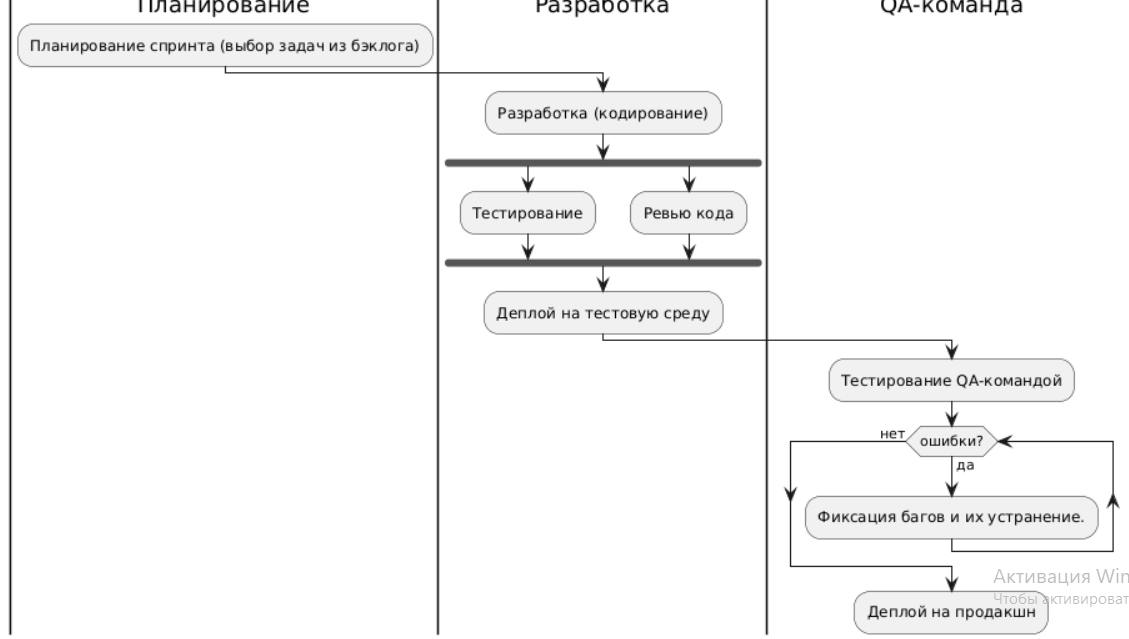 Планирование
Разработка
QA-команда
Планирование спринта (выбор задач из бэклога)
Разработка (кодирование)
Тестирование
Ревью кода
Деплой на тестовую среду
Тестирование QA-командой
нет
ошибки?
да
Фиксация багов и их устранение.
Активация Win
Чтобы активироват
Деплой на продакшн